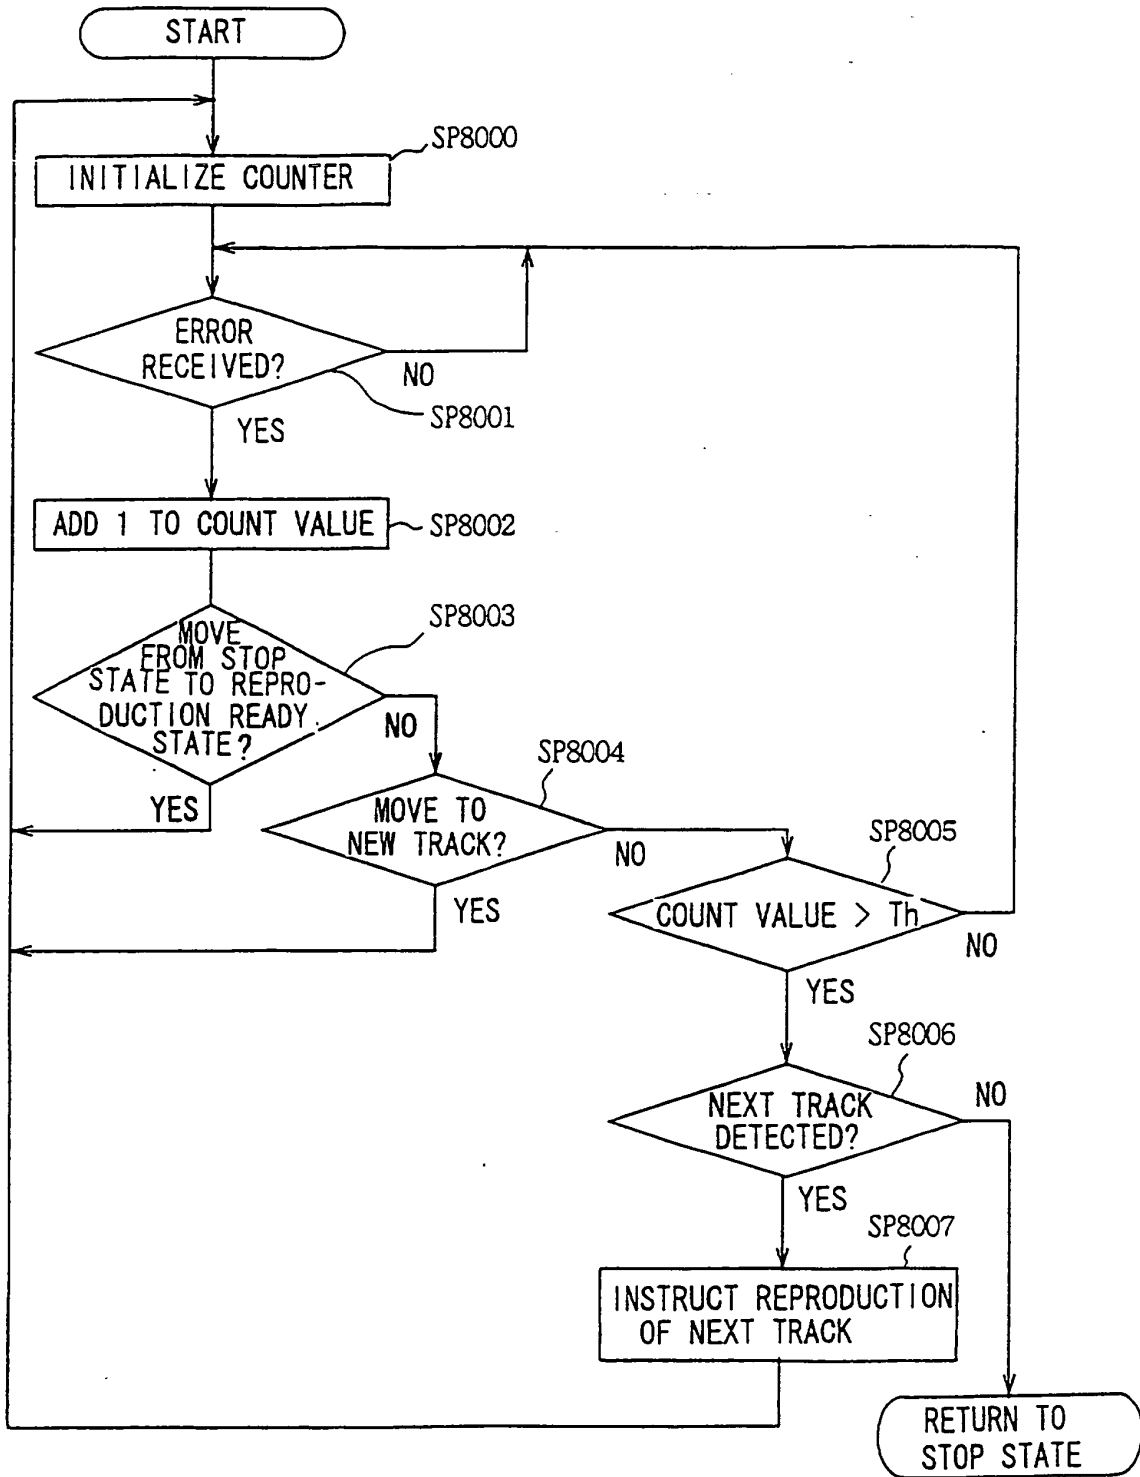 START
SP8000
INITIALIZE COUNTER
ERROR
RECEIVED?
NO
SP8001
YES
ADD 1 TO COUNT VALUE
SP8002
SP8003
MOVE
FROM STOP
STATE TO REPRO-
DUCTION READY
STATE?
NO
YES
SP8004
MOVE TO
NEW TRACK?
NO
YES
SP8005
COUNT VALUE > Th
NO
YES
SP8006
NEXT TRACK
DETECTED?
NO
YES
SP8007
INSTRUCT REPRODUCTION
OF NEXT TRACK
RETURN TO
STOP STATE